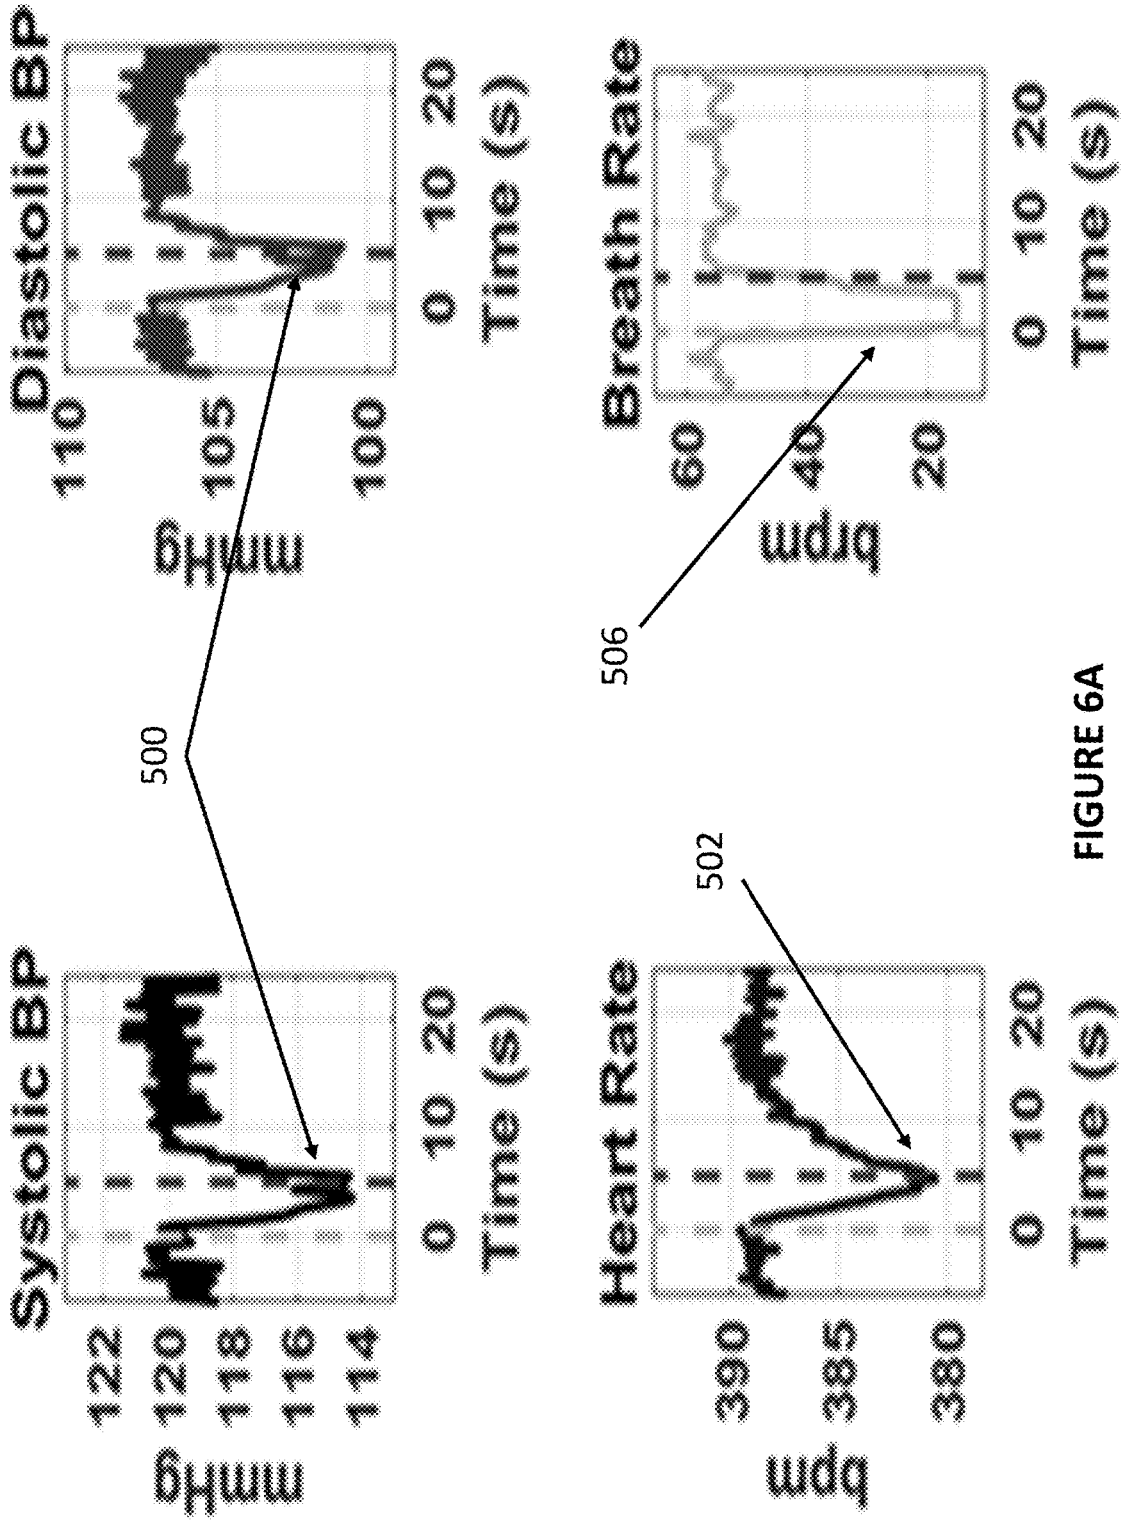 Systolic BP
mmHg
122
120
118
116
114
0 10 20
Time (s)
500
Diastolic BP
mmHg
110
105
100
0 10 20
Time (s)
Heart Rate
bpm
390
385
380
0 10 20
Time (s)
502
506
Breath Rate
brpm
60
40
20
0 10 20
Time (s)
FIGURE 6A